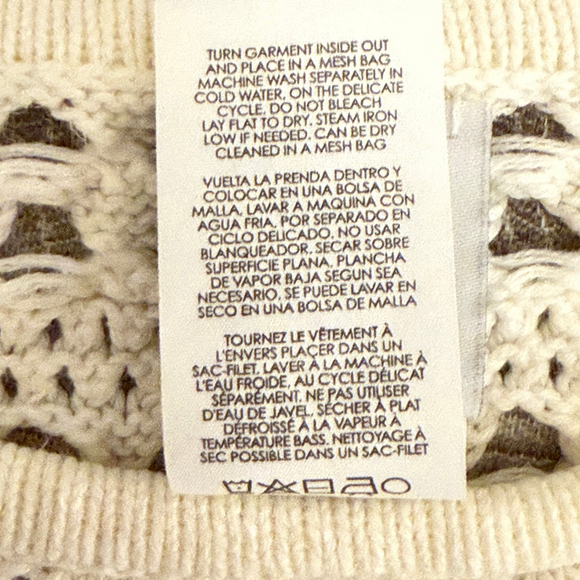 TURN GARMENT INSIDE OUT
AND PLACE IN A MESH BAG
MACHINE WASH SEPARATELY IN
COLD WATER, ON THE DELICATE
CYCLE. DO NOT BLEACH
LAY FLAT TO DRY. STEAM IRON
LOW IF NEEDED. CAN BE DRY
CLEANED IN A MESH BAG
VUELTA LA PRENDA DENTRO Y
COLOCAR EN UNA BOLSA DE
MALLA, LAVAR A MAQUINA CON
AGUA FRIA, POR SEPARADO EN
CICLO DELICADO. NO USAR
BLANQUEADOR, SECAR SOBRE
SUPERFICIE PLANA, PLANCHA
DE VAPOR BAJA SEGUN SEA
NECESARIO, SE PUEDE LAVAR EN
SECO EN UNA BOLSA DE MALLA
TOURNEZ LE VÊTEMENT À
L'ENVERS PLACER DANS UN
SAC-FILET, LAVER À LA MACHINE À
L'EAU FROIDE, AU CYCLE DÉLICAT
SÉPARÉMENT. NE PAS UTILISER
D'EAU DE JAVEL, SÉCHER À PLAT
DÉFROISSÉ À LA VAPEUR À
TEMPÉRATURE BASS. NETTOYAGE À
SEC POSSIBLE DANS UN SAC-FILET